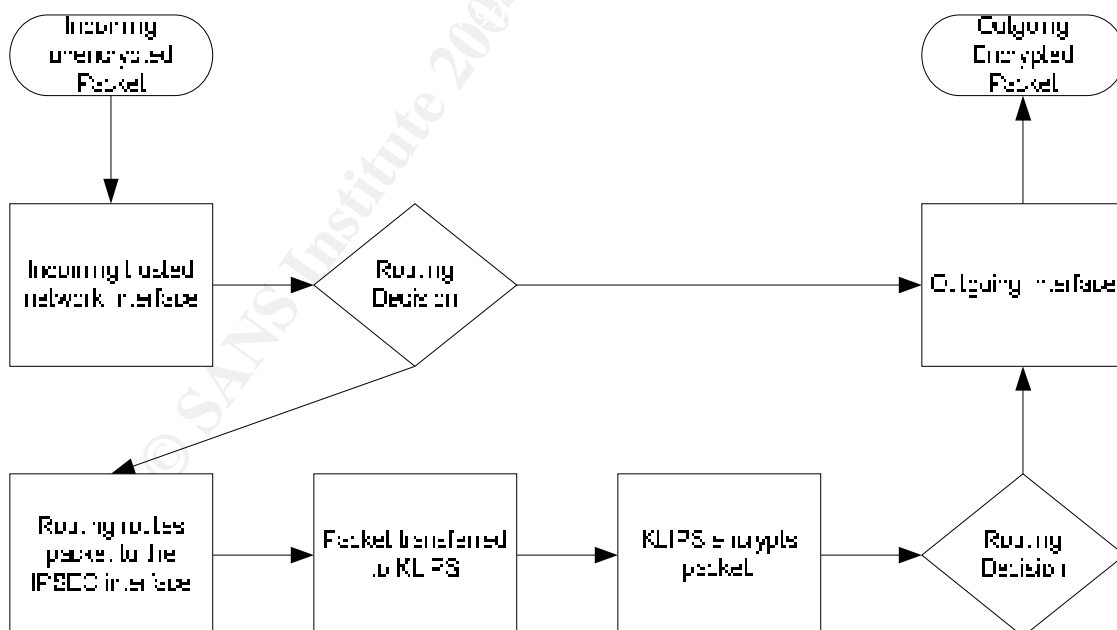 Incoming
unencrypted
Packet
Outgoing
Encrypted
Packet
Incoming trusted
network interface
Routing
Decision
Outgoing Interface
Routing routes
packet to the
IPSEC interface
Packet transferred
to KLIPS
KLIPS encrypts
packet
Routing
Decision
© SANS Institute